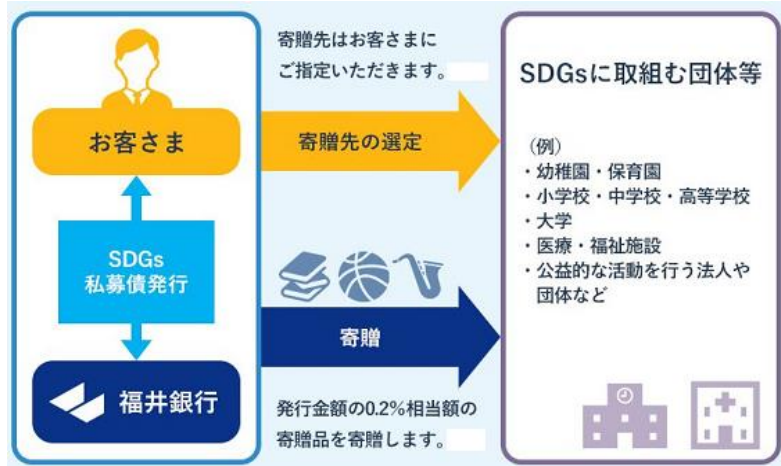 お客さま
SDGs
私募債発行
福井銀行
寄贈先はお客さまに
ご指定いただきます。
寄贈先の選定
寄贈
発行金額の0.2%相当額の
寄贈品を寄贈します。
SDGsに取組む団体等
（例）
・幼稚園・保育園
・小学校・中学校・高等学校
・大学
・医療・福祉施設
・公益的な活動を行う法人や
団体など